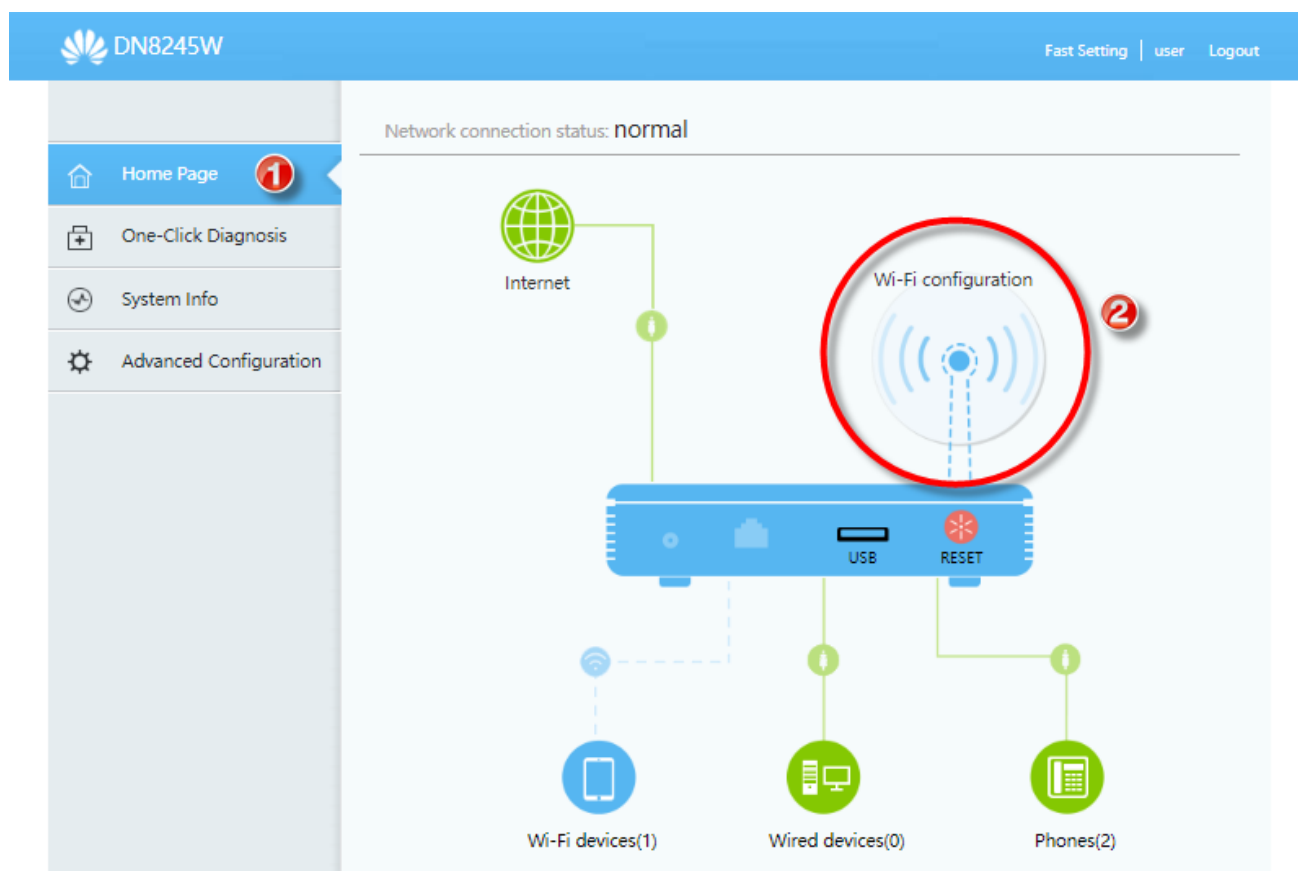 DN8245W
Fast Setting | user Logout
Network connection status: normal
Home Page 1
One-Click Diagnosis
System Info
Advanced Configuration
Internet
Wi-Fi configuration
2
USB
RESET
Wi-Fi devices(1)
Wired devices(0)
Phones(2)